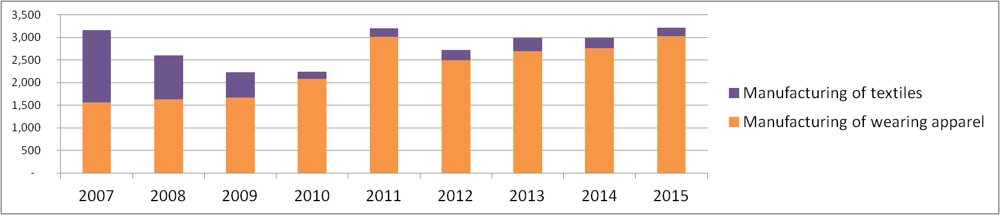 3,500
3,000
2,500
2,000
1,500
1,000
500
-
2007 2008 2009 2010 2011 2012 2013 2014 2015
Manufacturing of textiles
Manufacturing of wearing apparel